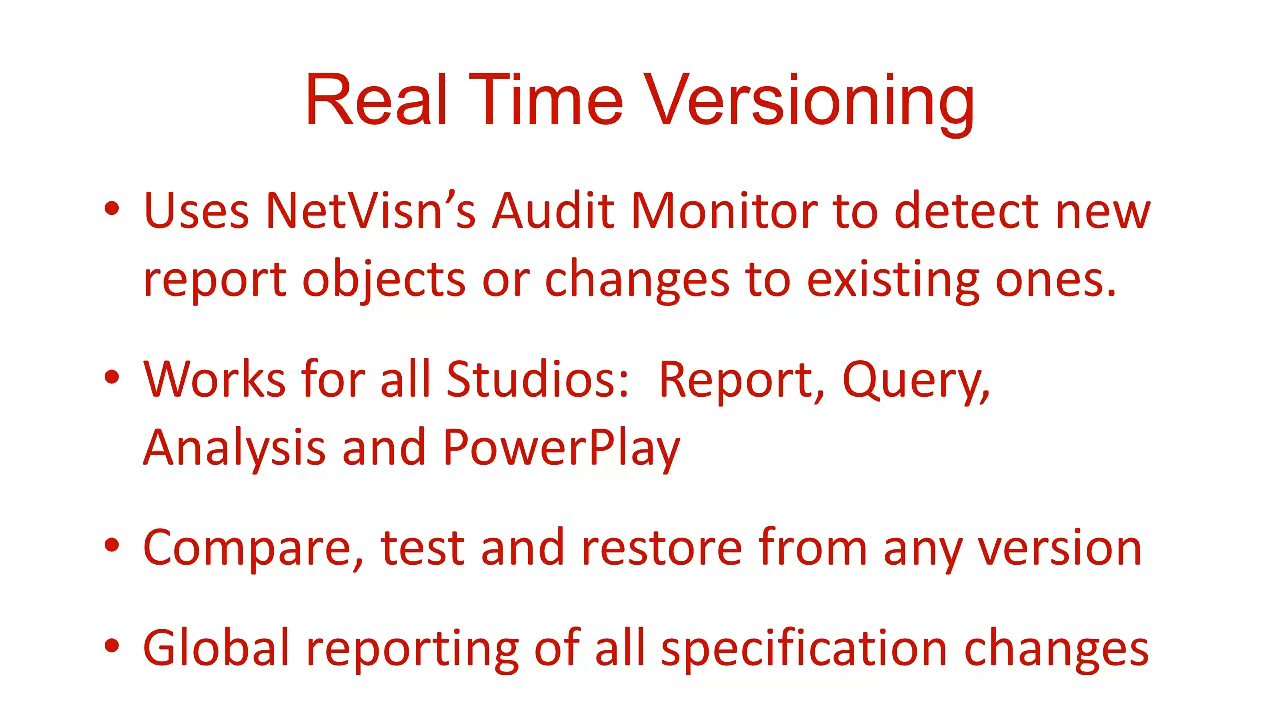 Real Time Versioning
• Uses NetVisn’s Audit Monitor to detect new
report objects or changes to existing ones.
• Works for all Studios:  Report, Query,
Analysis and PowerPlay
• Compare, test and restore from any version
• Global reporting of all specification changes